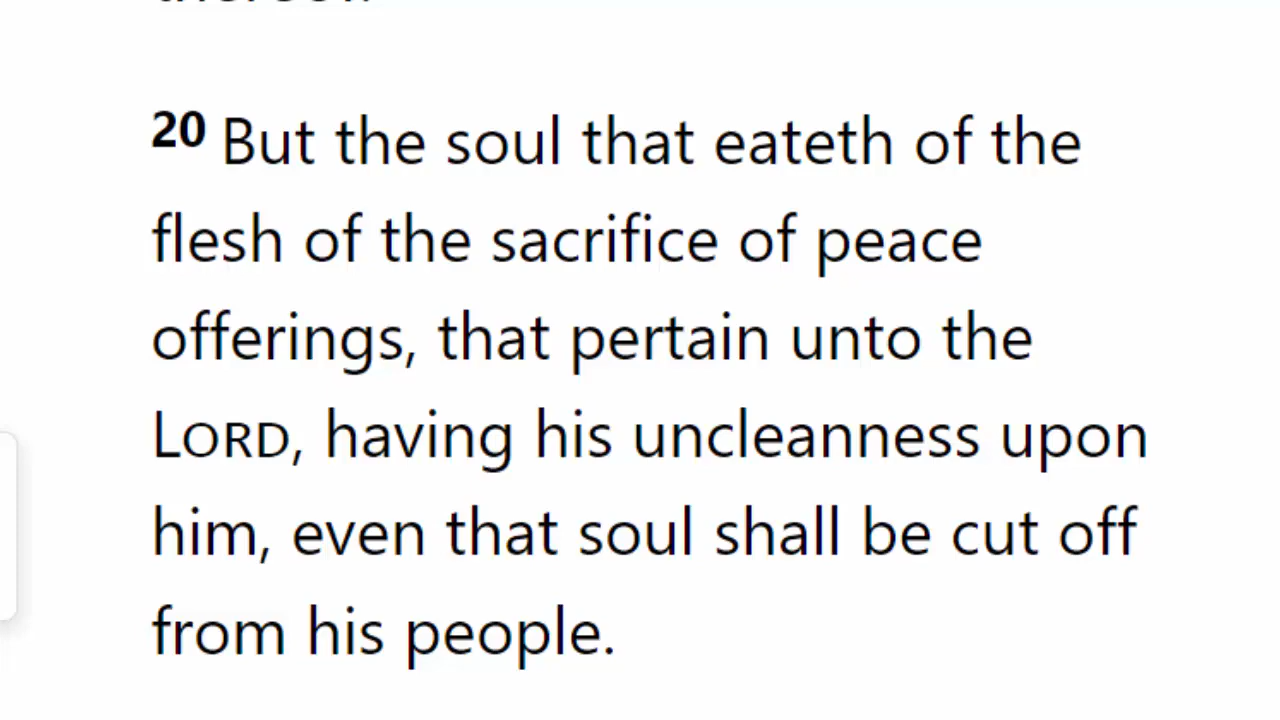 20 But the soul that eateth of the
flesh of the sacrifice of peace
offerings, that pertain unto the
LORD, having his uncleanness upon
him, even that soul shall be cut off
from his people.